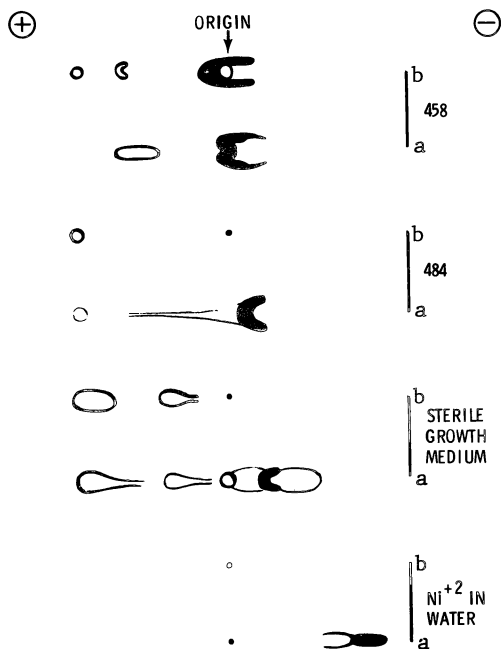 + ORIGIN −
b
458
a
b
484
a
b
STERILE
GROWTH
MEDIUM
a
b
Ni+2 IN
WATER
a